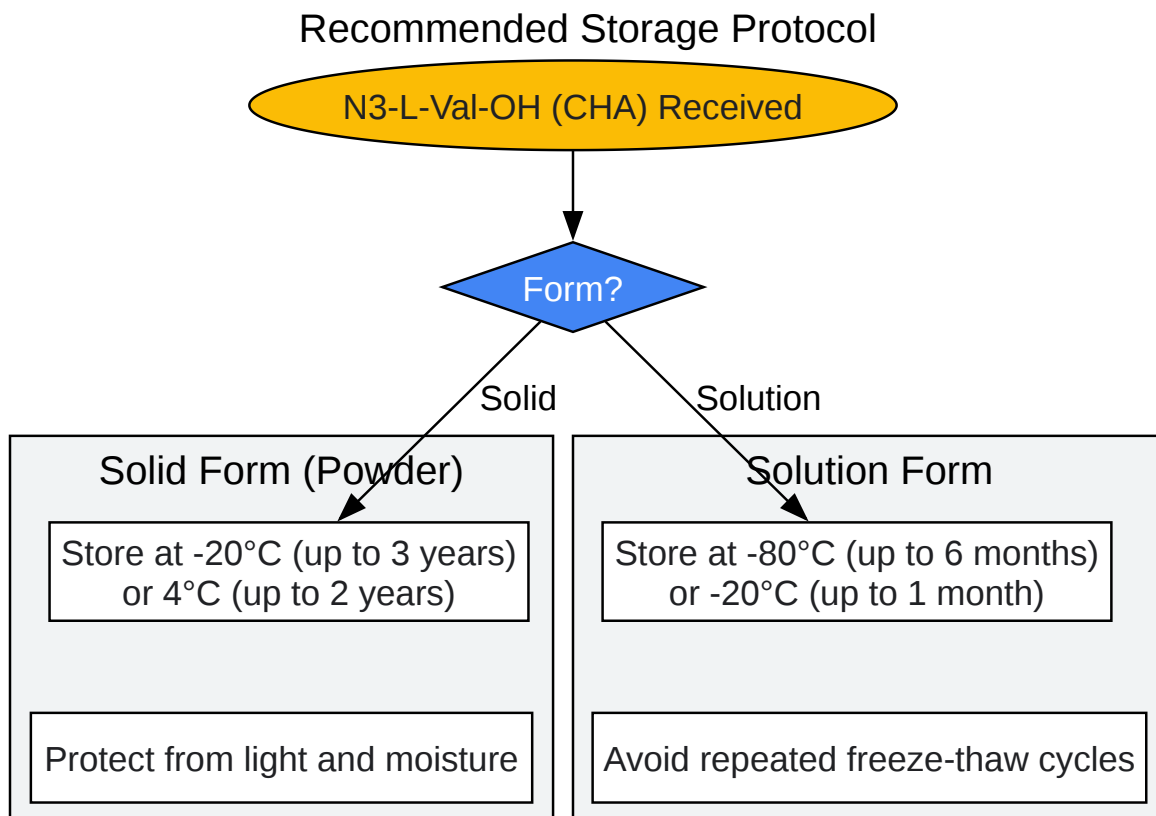 Recommended Storage Protocol
N3-L-Val-OH (CHA) Received
Form?
Solid
Solution
Solid Form (Powder)
Store at -20°C (up to 3 years)
or 4°C (up to 2 years)
Protect from light and moisture
Solution Form
Store at -80°C (up to 6 months)
or -20°C (up to 1 month)
Avoid repeated freeze-thaw cycles